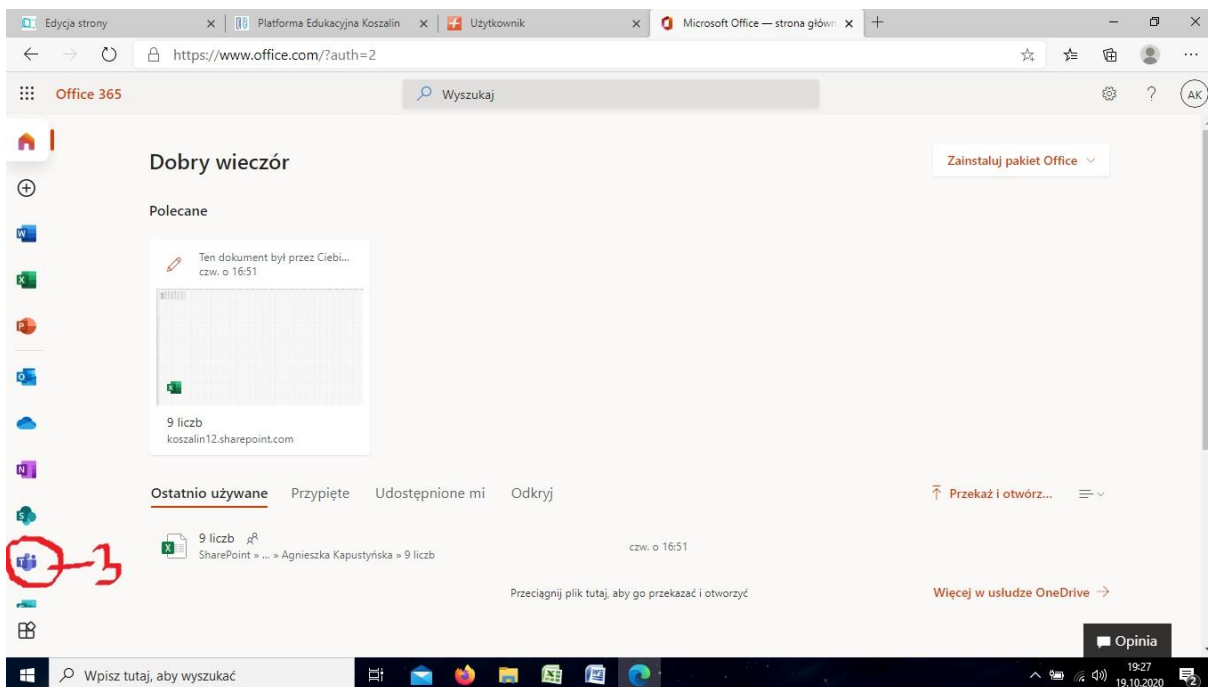 Edycja strony
Platforma Edukacyjna Koszalin
Użytkownik
Microsoft Office — strona główn
https://www.office.com/?auth=2
Office 365
Wyszukaj
AK
Dobry wieczór
Zainstaluj pakiet Office
Polecane
Ten dokument był przez Ciebi...
czw. o 16:51
9 liczb
koszalin12.sharepoint.com
Ostatnio używane Przypięte Udostępnione mi Odkryj
Przekaż i otwórz...
9 liczb
SharePoint » ... » Agnieszka Kapustyńska » 9 liczb
czw. o 16:51
3
Przeciągnij plik tutaj, aby go przekazać i otworzyć
Więcej w usłudze OneDrive →
Opinia
Wpisz tutaj, aby wyszukać
19:27
19.10.2020
2